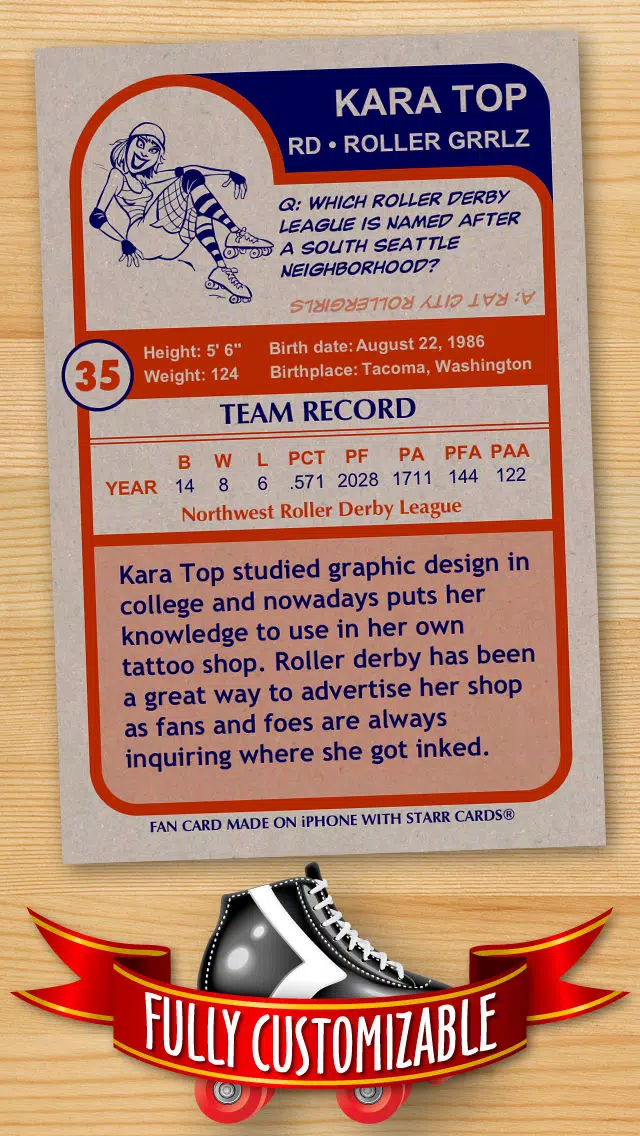 KARA TOP
RD • ROLLER GRRLZ
Q: WHICH ROLLER DERBY
LEAGUE IS NAMED AFTER
A SOUTH SEATTLE
NEIGHBORHOOD?
A: RAT CITY ROLLERGIRLS
35
Height: 5' 6" Birth date: August 22, 1986
Weight: 124 Birthplace: Tacoma, Washington
TEAM RECORD
B W L PCT PF PA PFA PAA
YEAR 14 8 6 .571 2028 1711 144 122
Northwest Roller Derby League
Kara Top studied graphic design in
college and nowadays puts her
knowledge to use in her own
tattoo shop. Roller derby has been
a great way to advertise her shop
as fans and foes are always
inquiring where she got inked.
FAN CARD MADE ON iPHONE WITH STARR CARDS®
FULLY CUSTOMIZABLE